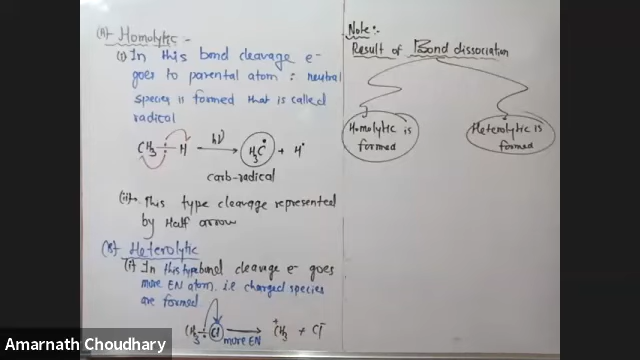 (A) Homolytic :-
(i) In this bond cleavage e-
goes to parental atom : neutral
species is formed that is called
radical
CH3 — H hν H3C• + H•
carb-radical
(ii) This type cleavage represented
by Half arrow
(B) Heterolytic
(i) In this type bond cleavage e- goes
more EN atom. i.e charged species
are formed
CH3 — Cl more EN +CH3 + Cl-
Note:-
Result of Bond dissociation
Homolytic is
formed
Heterolytic is
formed
Amarnath Choudhary